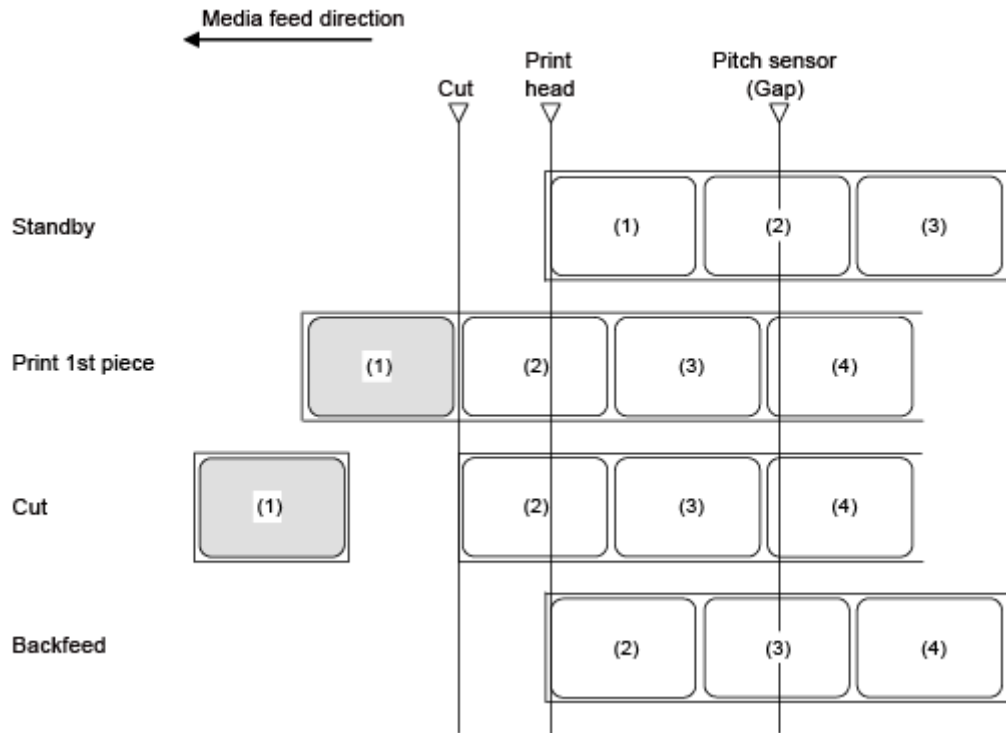 Media feed direction
Cut
Print
head
Pitch sensor
(Gap)
Standby
(1)
(2)
(3)
Print 1st piece
(1)
(2)
(3)
(4)
Cut
(1)
(2)
(3)
(4)
Backfeed
(2)
(3)
(4)